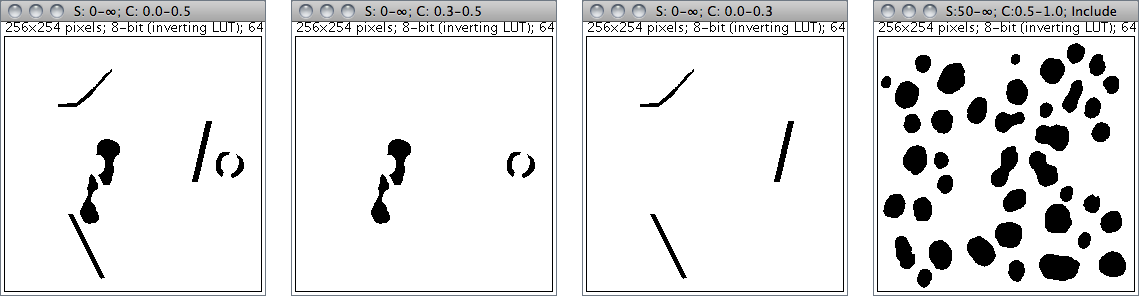 S: 0-∞; C: 0.0-0.5
256x254 pixels; 8-bit (inverting LUT); 64
S: 0-∞; C: 0.3-0.5
256x254 pixels; 8-bit (inverting LUT); 64
S: 0-∞; C: 0.0-0.3
256x254 pixels; 8-bit (inverting LUT); 64
S:50-∞; C:0.5-1.0; Include
256x254 pixels; 8-bit (inverting LUT); 64